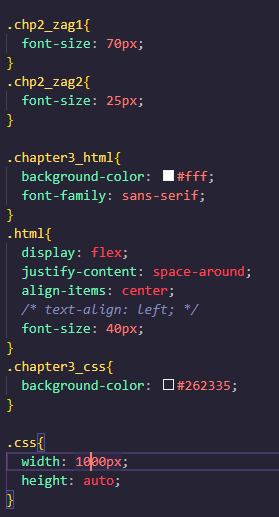 .chp2_zag1{
font-size: 70px;
}
.chp2_zag2{
font-size: 25px;
}
.chapter3_html{
background-color: #fff;
font-family: sans-serif;
}
.html{
display: flex;
justify-content: space-around;
align-items: center;
/* text-align: left; */
font-size: 40px;
}
.chapter3_css{
background-color: #262335;
}
.css{
width: 1000px;
height: auto;
}